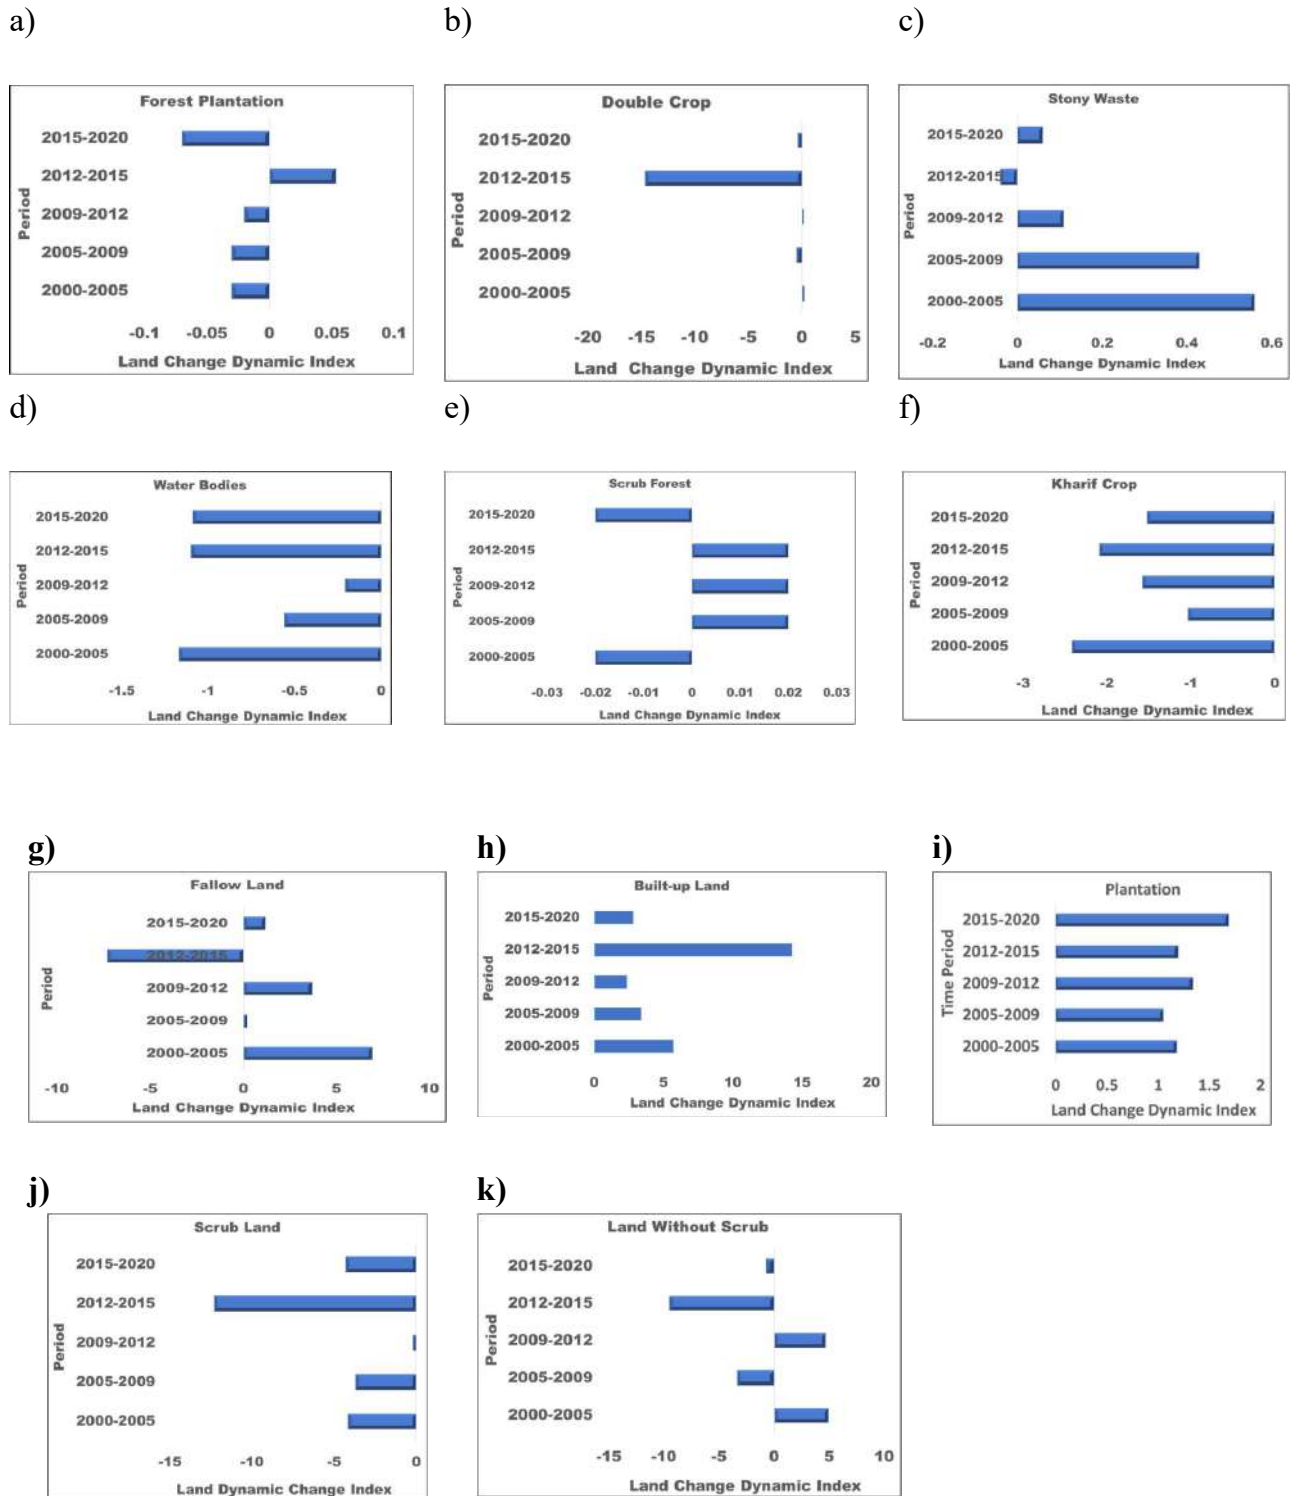 a)
Forest Plantation
Period
2015-2020
2012-2015
2009-2012
2005-2009
2000-2005
-0.1 -0.05 0 0.05 0.1
Land Change Dynamic Index
b)
Double Crop
Period
2015-2020
2012-2015
2009-2012
2005-2009
2000-2005
-20 -15 -10 -5 0 5
Land Change Dynamic Index
c)
Stony Waste
Period
2015-2020
2012-2015
2009-2012
2005-2009
2000-2005
-0.2 0 0.2 0.4 0.6
Land Change Dynamic Index
d)
Water Bodies
Period
2015-2020
2012-2015
2009-2012
2005-2009
2000-2005
-1.5 -1 -0.5 0
Land Change Dynamic Index
e)
Scrub Forest
Period
2015-2020
2012-2015
2009-2012
2005-2009
2000-2005
-0.03 -0.02 -0.01 0 0.01 0.02 0.03
Land Change Dynamic Index
f)
Kharif Crop
Period
2015-2020
2012-2015
2009-2012
2005-2009
2000-2005
-3 -2 -1 0
Land Change Dynamic Index
g)
Fallow Land
Period
2015-2020
2012-2015
2009-2012
2005-2009
2000-2005
-10 -5 0 5 10
Land Change Dynamic Index
h)
Built-up Land
Period
2015-2020
2012-2015
2009-2012
2005-2009
2000-2005
0 5 10 15 20
Land Change Dynamic Index
i)
Plantation
Time Period
2015-2020
2012-2015
2009-2012
2005-2009
2000-2005
0 0.5 1 1.5 2
Land Change Dynamic Index
j)
Scrub Land
Period
2015-2020
2012-2015
2009-2012
2005-2009
2000-2005
-15 -10 -5 0
Land Dynamic Change Index
k)
Land Without Scrub
Period
2015-2020
2012-2015
2009-2012
2005-2009
2000-2005
-15 -10 -5 0 5 10
Land Change Dynamic Index